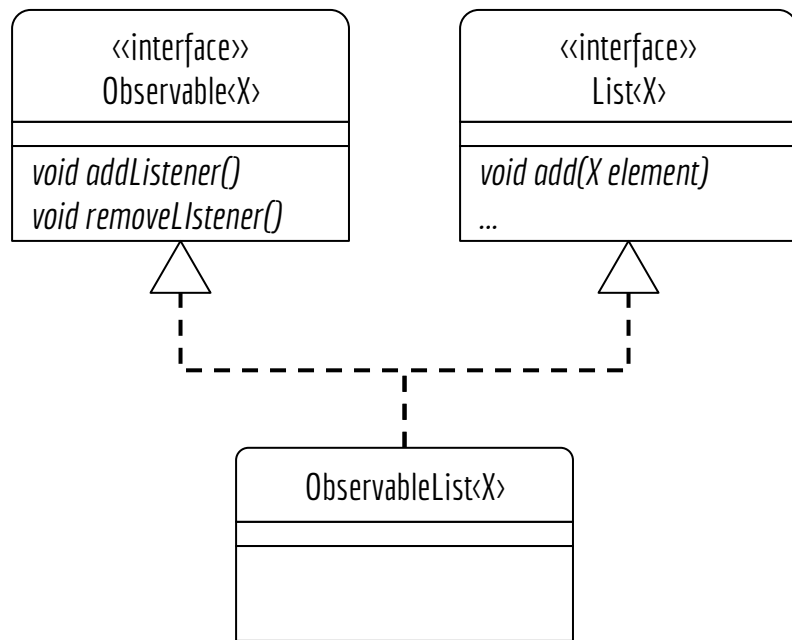 «interface»
Observable‹X›
void addListener()
void removeLIstener()
«interface»
List‹X›
void add(X element)
...
ObservableList‹X›